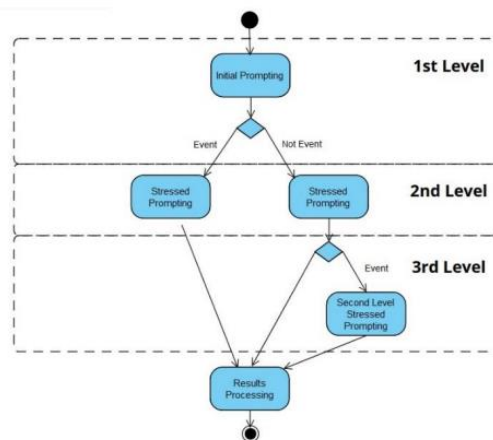 1st Level
Initial Prompting
Event
Not Event
2nd Level
Stressed
Prompting
Stressed
Prompting
3rd Level
Event
Second Level
Stressed
Prompting
Results
Processing